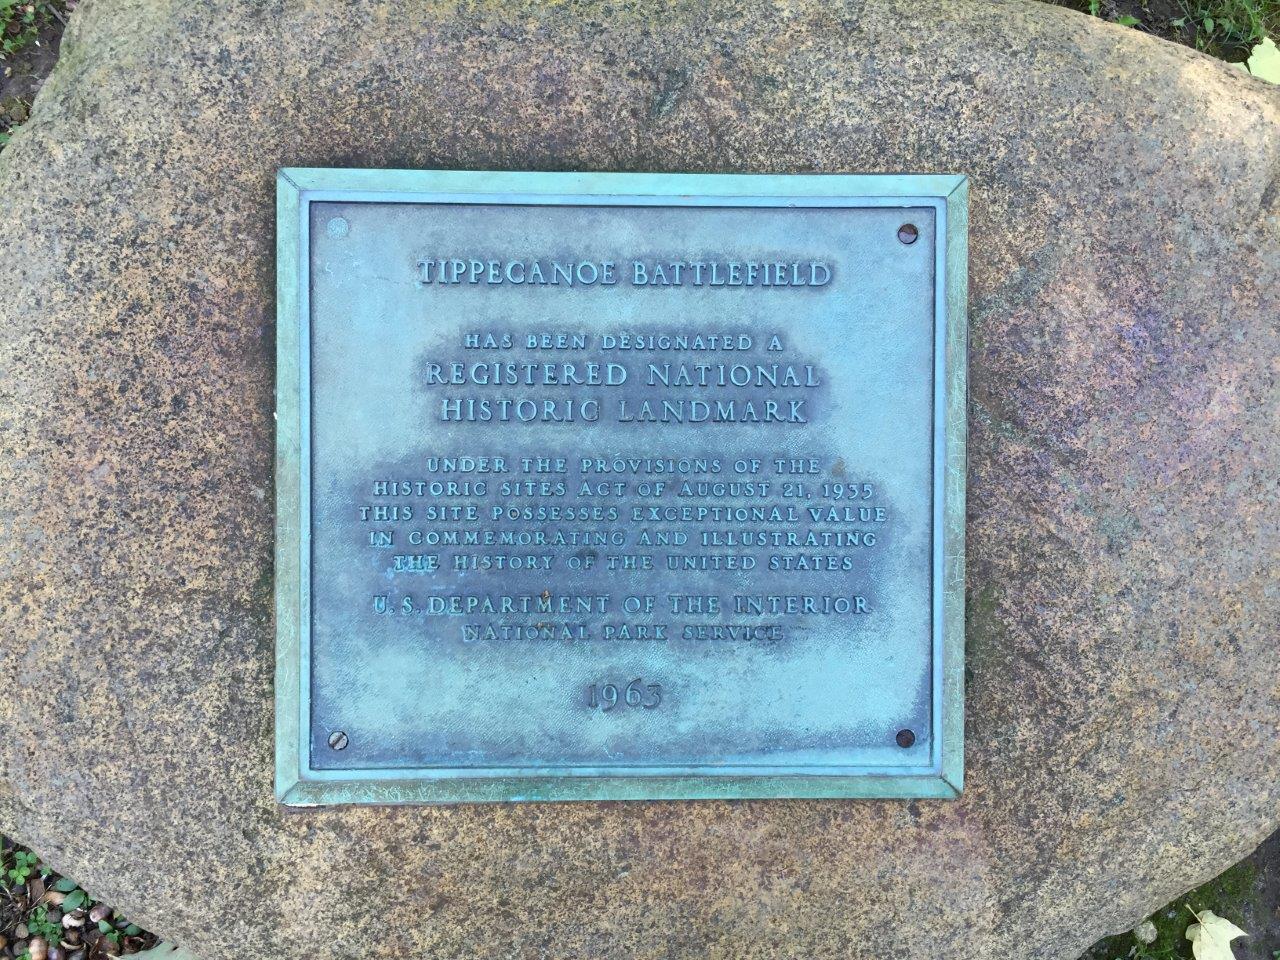 TIPPECANOE BATTLEFIELD
HAS BEEN DESIGNATED A
REGISTERED NATIONAL
HISTORIC LANDMARK
UNDER THE PROVISIONS OF THE
HISTORIC SITES ACT OF AUGUST 21, 1935
THIS SITE POSSESSES EXCEPTIONAL VALUE
IN COMMEMORATING AND ILLUSTRATING
THE HISTORY OF THE UNITED STATES
U. S. DEPARTMENT OF THE INTERIOR
NATIONAL PARK SERVICE
1963